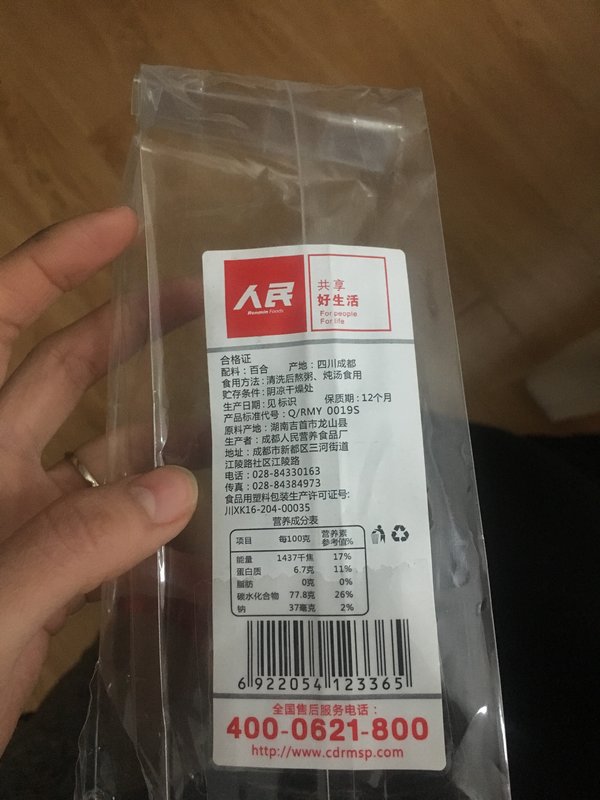 人民
Renmin Foods
共享
好生活
For people
For life
合格证
配料：百合 产地：四川成都
食用方法：清洗后熬粥、炖汤食用
贮存条件：阴凉干燥处
生产日期：见标识 保质期：12个月
产品标准代号：Q/RMY 0019S
原料产地：湖南吉首市龙山县
生产者：成都人民营养食品厂
地址：成都市新都区三河街道
江陵路社区江陵路
电话：028-84330163
传真：028-84384973
食品用塑料包装生产许可证号：
川XK16-204-00035
营养成分表
项目 每100克 营养素参考值%
能量 1437千焦 17%
蛋白质 6.7克 11%
脂肪 0克 0%
碳水化合物 77.8克 26%
钠 37毫克 2%
6 922054 123365
全国售后服务电话：
400-0621-800
http://www.cdrmsp.com